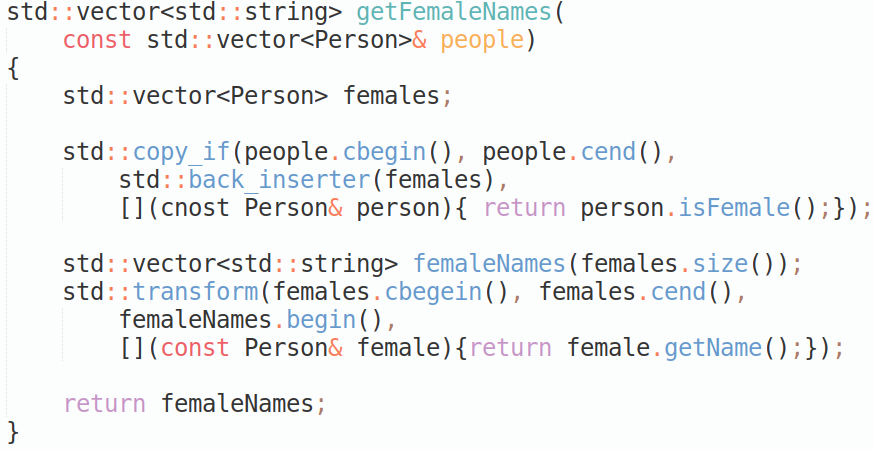 std::vector<std::string> getFemaleNames(
    const std::vector<Person>& people)
{
    std::vector<Person> females;

    std::copy_if(people.cbegin(), people.cend(),
        std::back_inserter(females),
        [](cnost Person& person){ return person.isFemale();});

    std::vector<std::string> femaleNames(females.size());
    std::transform(females.cbegein(), females.cend(),
        femaleNames.begin(),
        [](const Person& female){return female.getName();});

    return femaleNames;
}